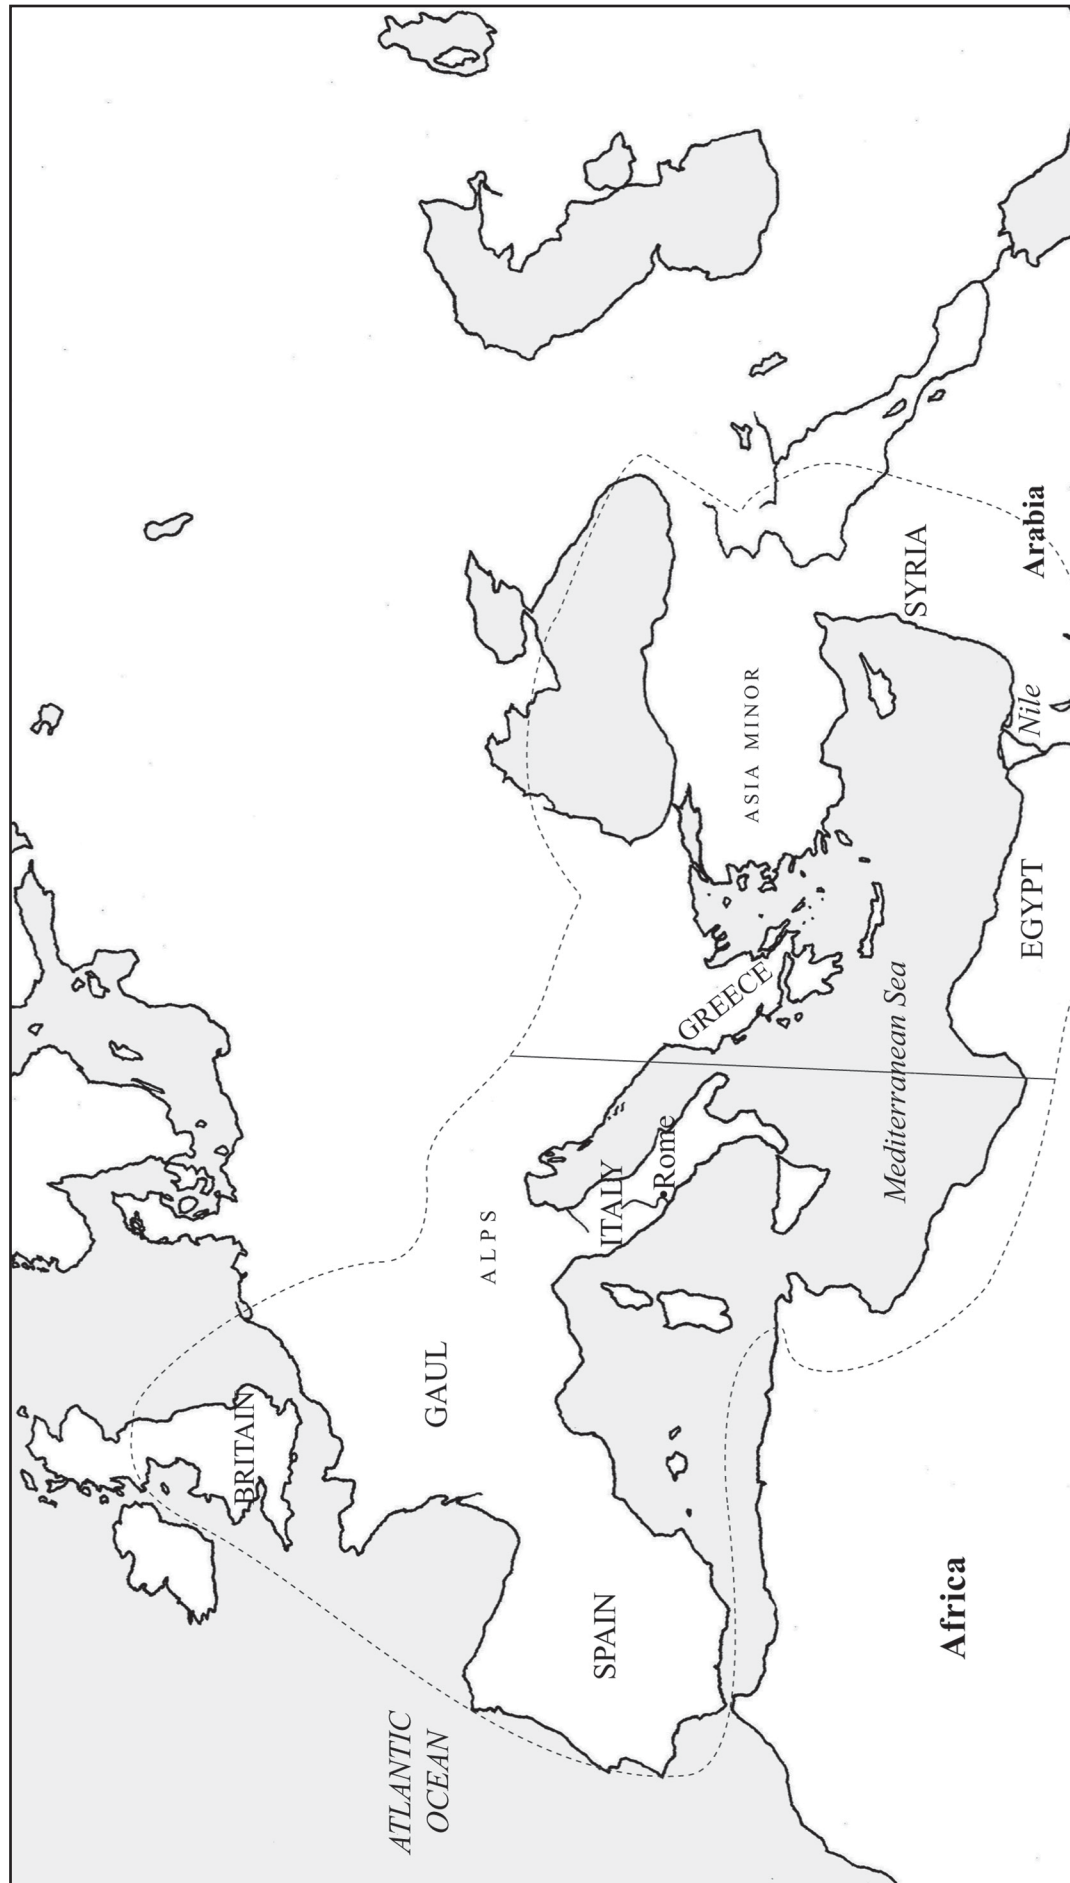 ATLANTIC
OCEAN
BRITAIN
GAUL
ALPS
SPAIN
ITALY
Rome
GREECE
ASIA MINOR
SYRIA
Mediterranean Sea
EGYPT
Nile
Arabia
Africa